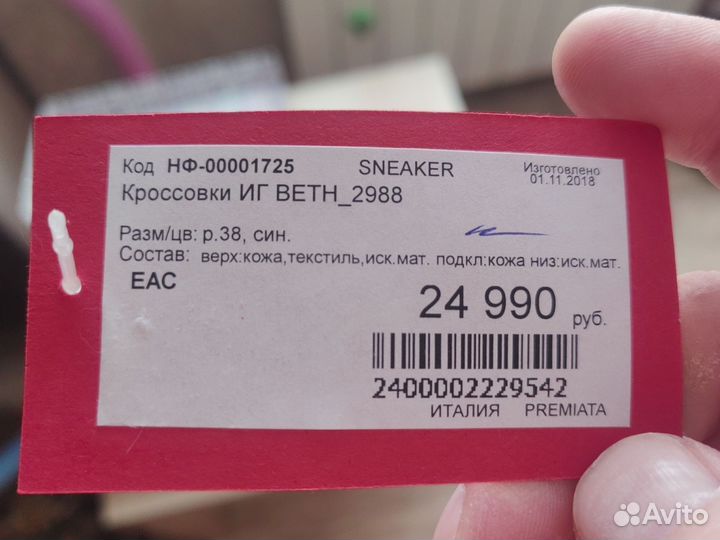 Код НФ-00001725 SNEAKER Изготовлено
01.11.2018
Кроссовки ИГ BETH_2988
Разм/цв: р.38, син.
Состав: верх:кожа,текстиль,иск.мат. подкл:кожа низ:иск.мат.
EAC
24 990 руб.
2400002229542
ИТАЛИЯ PREMIATA
Avito